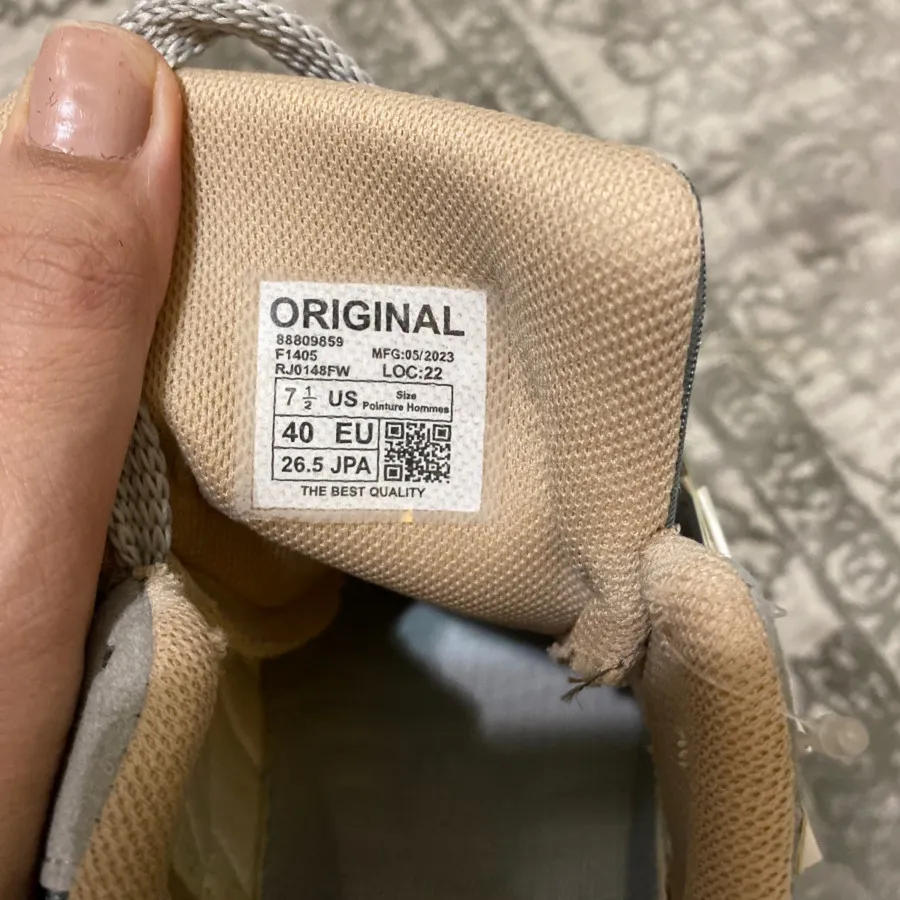 ORIGINAL
88809859
F1405 MFG:05/2023
RJ0148FW LOC:22
7 1/2 US Size
Pointure Hommes
40 EU
26.5 JPA
THE BEST QUALITY